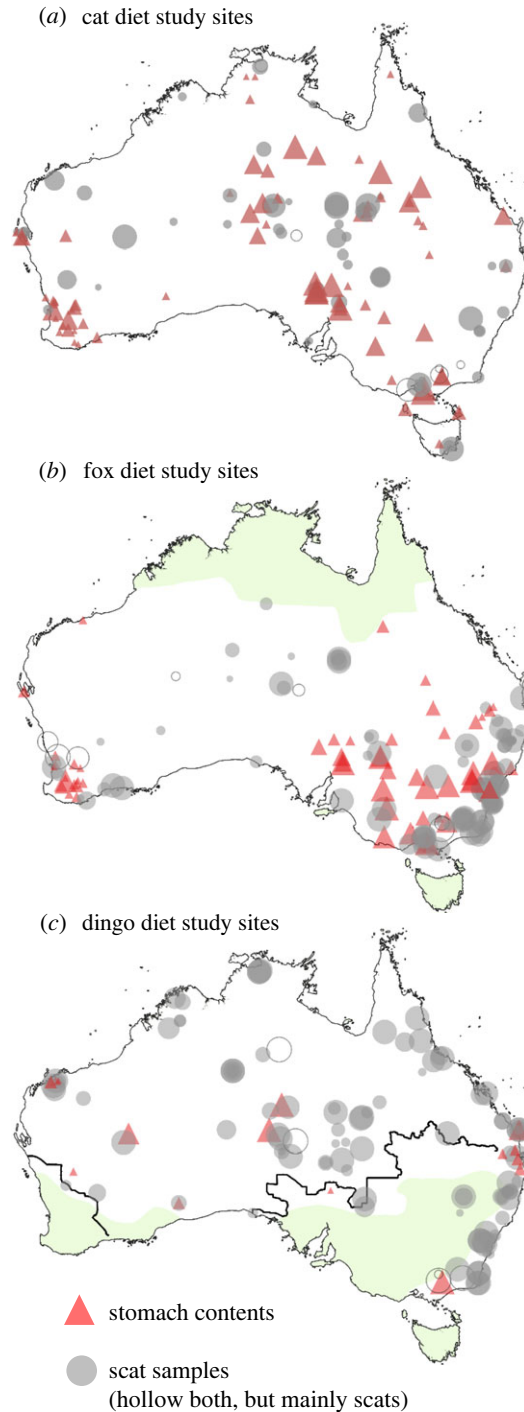 (a) cat diet study sites
(b) fox diet study sites
(c) dingo diet study sites
stomach contents
scat samples
(hollow both, but mainly scats)